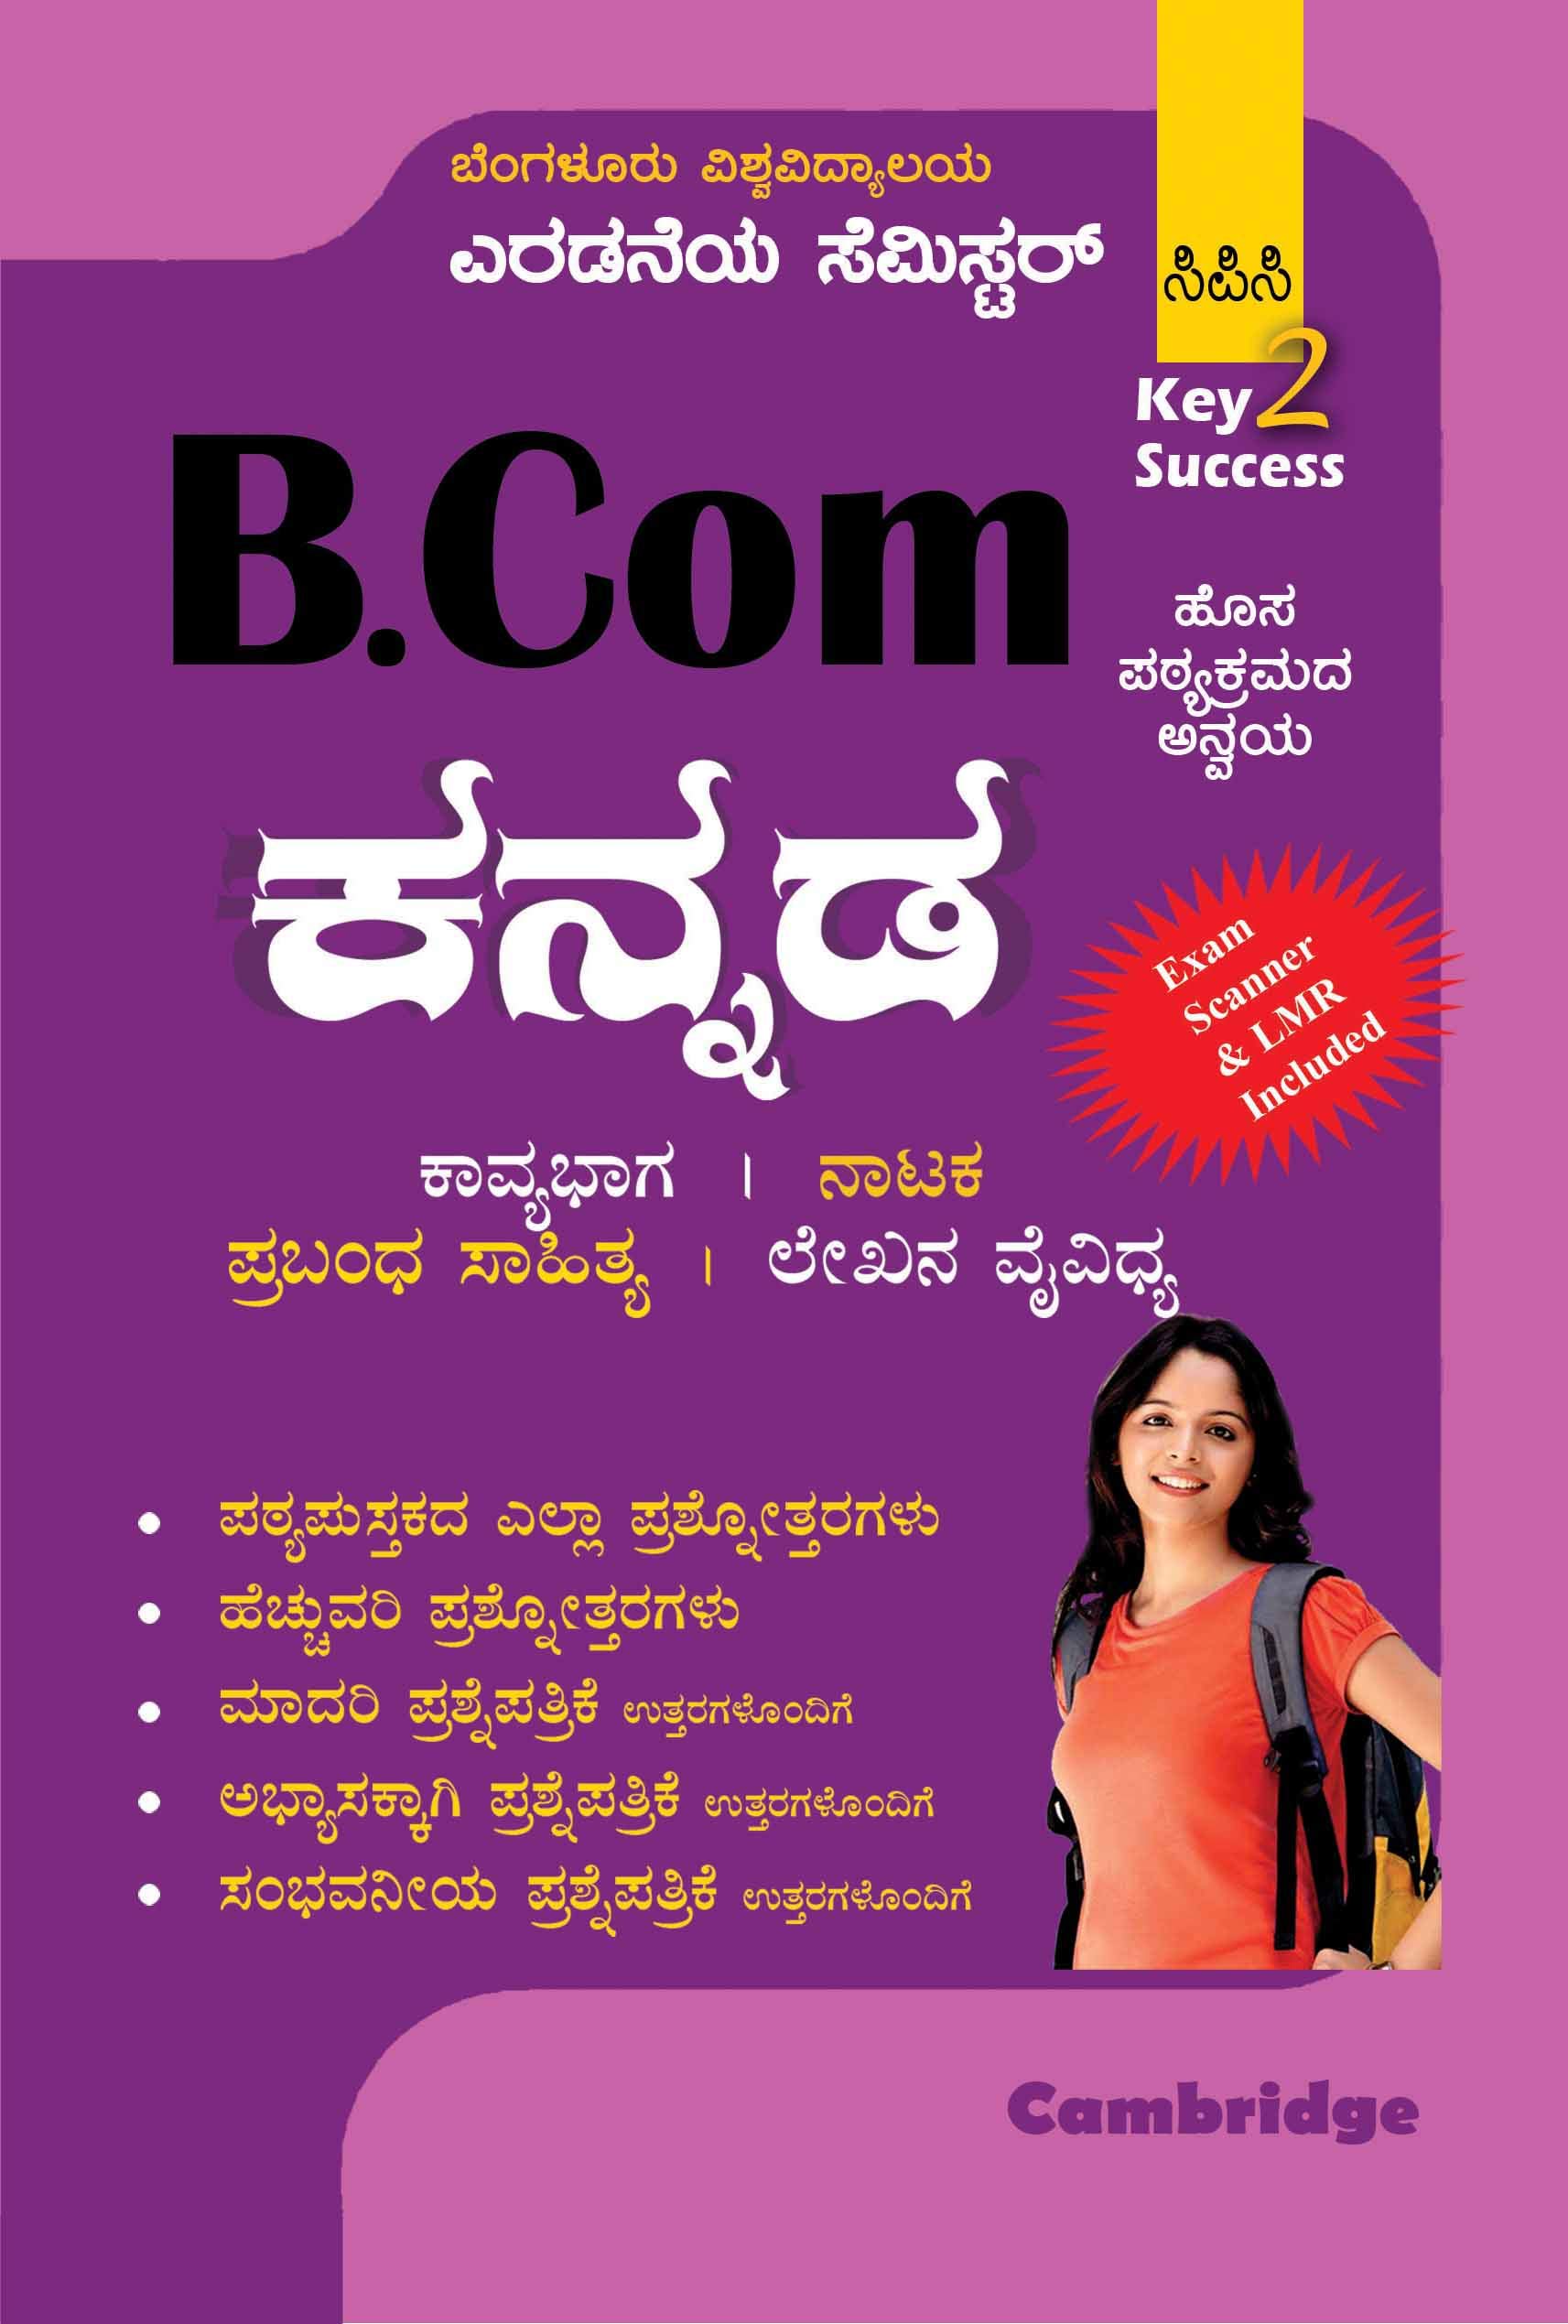 ಬೆಂಗಳೂರು ವಿಶ್ವವಿದ್ಯಾಲಯ
ಎರಡನೆಯ ಸೆಮಿಸ್ಟರ್
ಸಿಪಿಸಿ
Key 2
Success
B.Com
ಹೊಸ
ಪಠ್ಯಕ್ರಮದ
ಅನ್ವಯ
ಕನ್ನಡ
Exam
Scanner
& LMR
Included
ಕಾವ್ಯಭಾಗ | ನಾಟಕ
ಪ್ರಬಂಧ ಸಾಹಿತ್ಯ | ಲೇಖನ ವೈವಿಧ್ಯ
• ಪಠ್ಯಪುಸ್ತಕದ ಎಲ್ಲಾ ಪ್ರಶ್ನೋತ್ತರಗಳು
• ಹೆಚ್ಚುವರಿ ಪ್ರಶ್ನೋತ್ತರಗಳು
• ಮಾದರಿ ಪ್ರಶ್ನೆಪತ್ರಿಕೆ ಉತ್ತರಗಳೊಂದಿಗೆ
• ಅಭ್ಯಾಸಕ್ಕಾಗಿ ಪ್ರಶ್ನೆಪತ್ರಿಕೆ ಉತ್ತರಗಳೊಂದಿಗೆ
• ಸಂಭವನೀಯ ಪ್ರಶ್ನೆಪತ್ರಿಕೆ ಉತ್ತರಗಳೊಂದಿಗೆ
Cambridge